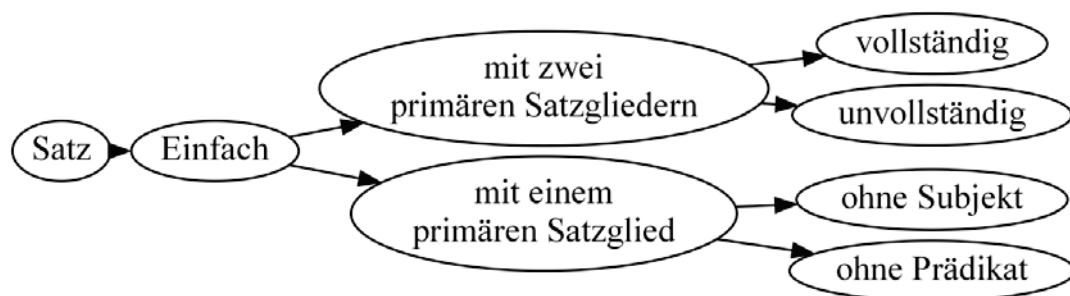 Satz
Einfach
mit zwei
primären Satzgliedern
vollständig
unvollständig
mit einem
primären Satzglied
ohne Subjekt
ohne Prädikat